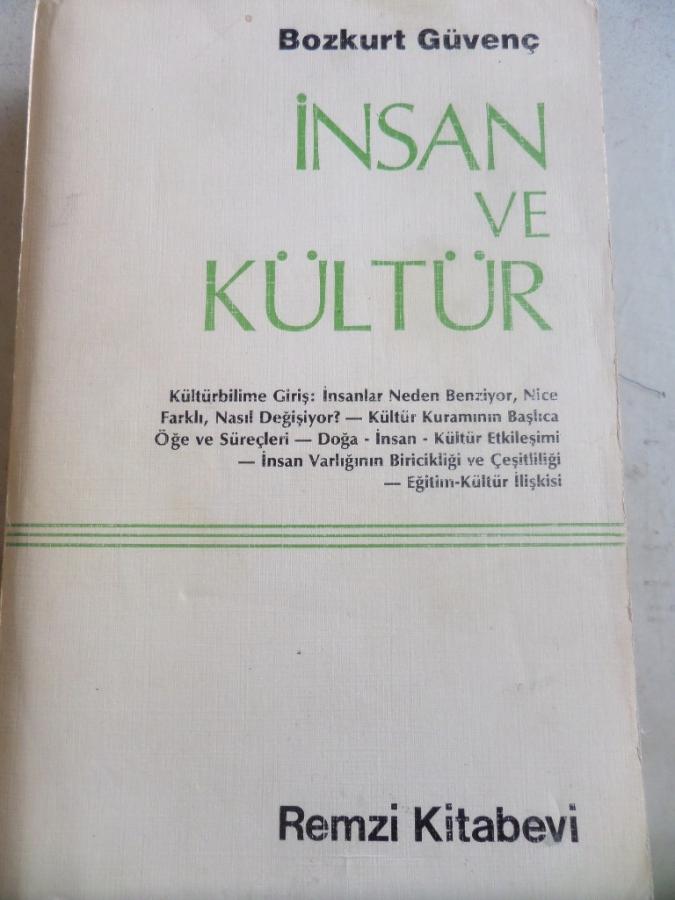 Bozkurt Güvenç
İNSAN
VE
KÜLTÜR
Kültürbilime Giriş: İnsanlar Neden Benziyor, Nice
Farklı, Nasıl Değişiyor? — Kültür Kuramının Başlıca
Öğe ve Süreçleri — Doğa - İnsan - Kültür Etkileşimi
— İnsan Varlığının Biricikliği ve Çeşitliliği
— Eğitim-Kültür İlişkisi
Remzi Kitabevi